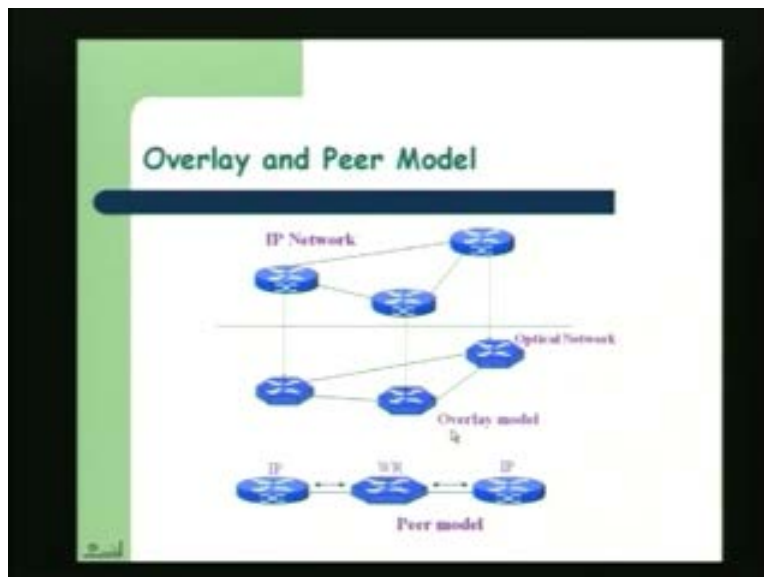 Overlay and Peer Model
IP Network
Optical Network
Overlay model
IP WR IP
Peer model